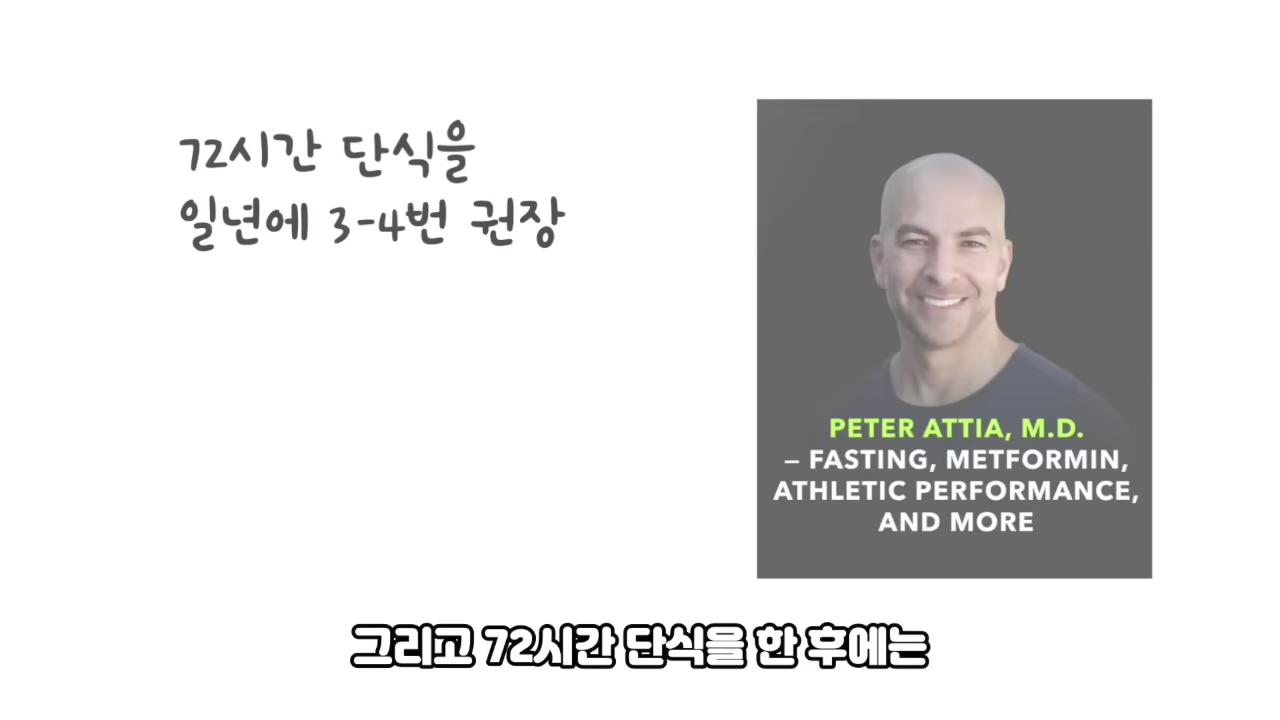 72시간 단식을
일년에 3-4번 권장
PETER ATTIA, M.D.
– FASTING, METFORMIN,
ATHLETIC PERFORMANCE,
AND MORE
그리고 72시간 단식을 한 후에는